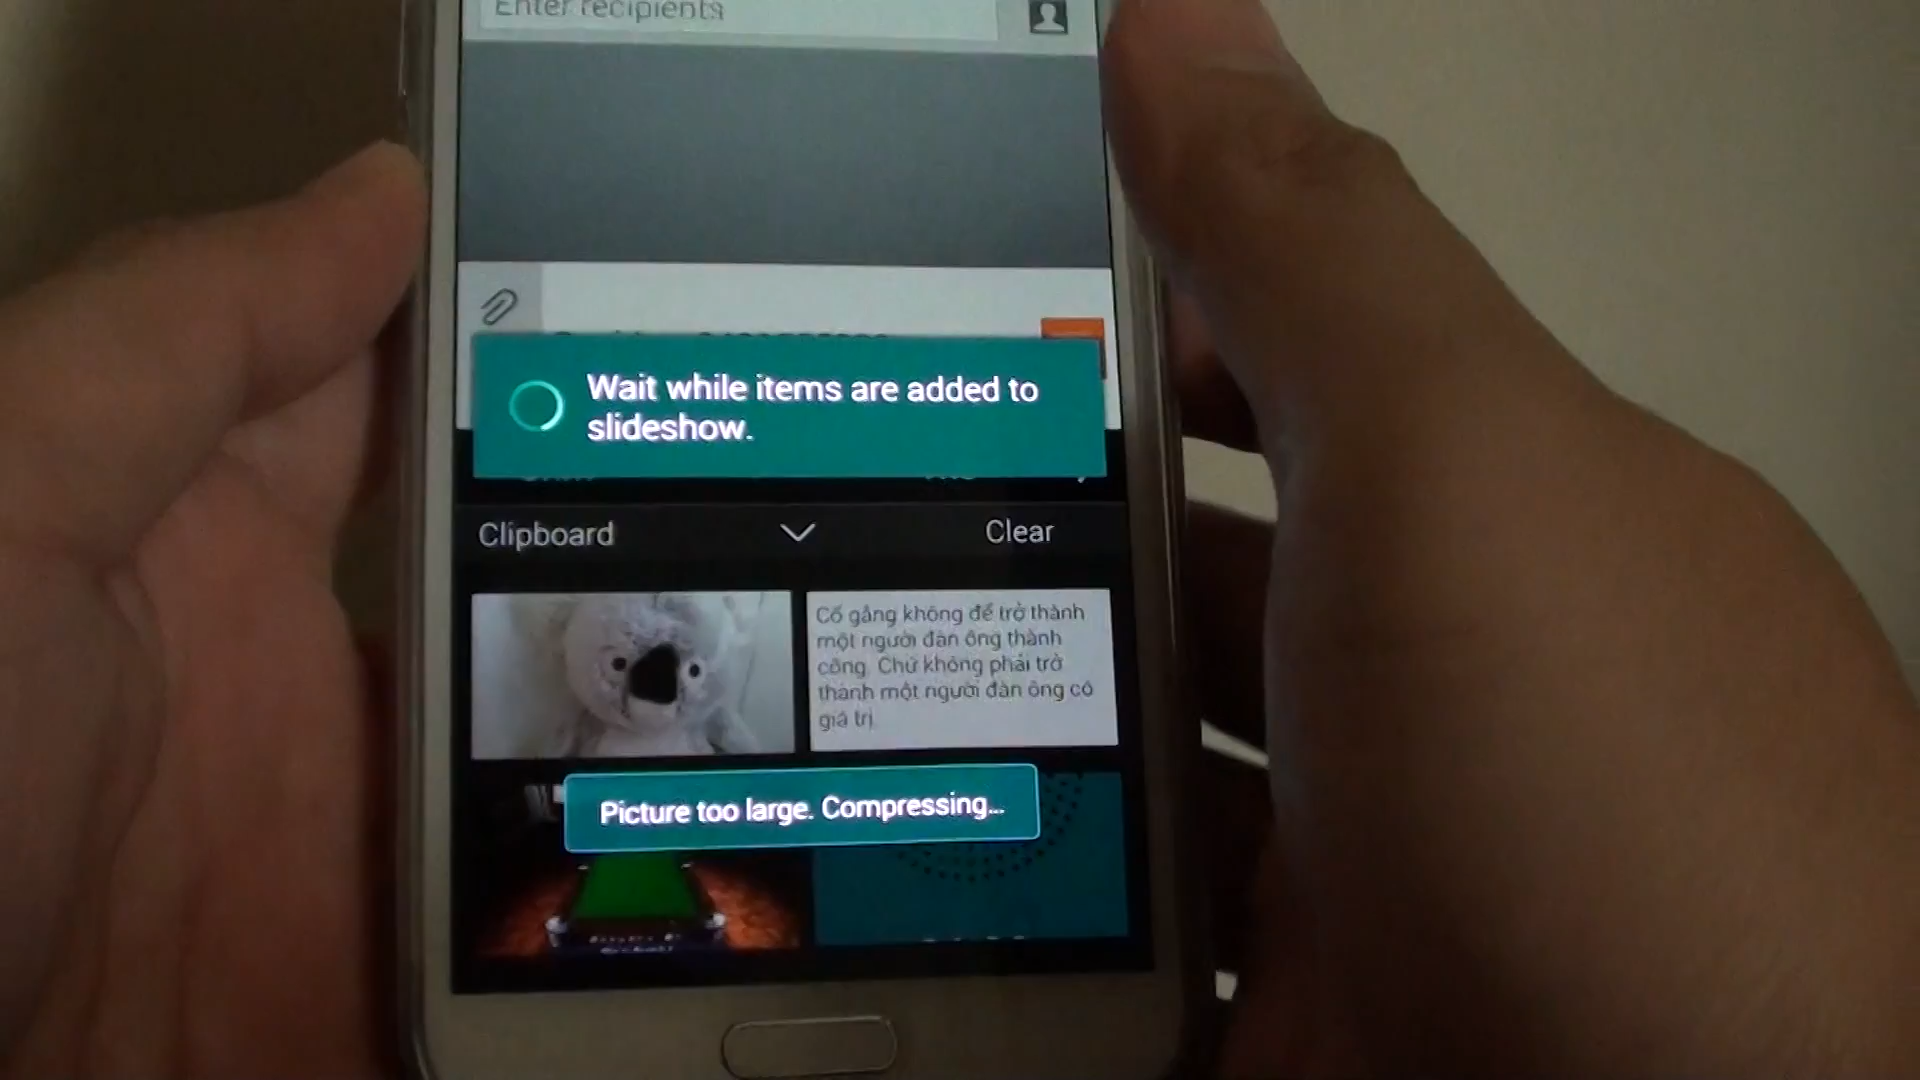 Enter recipients
Wait while items are added to
slideshow.
Clipboard
Clear
Cố gắng không để trở thành
một người đàn ông thành
công. Chứ không phải trở
thành một người đàn ông có
giá trị
Picture too large. Compressing...